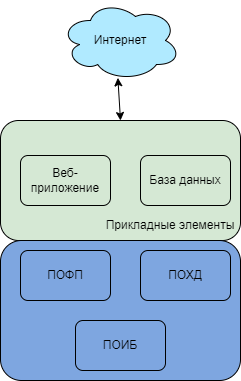 Интернет
Веб-
приложение
База данных
Прикладные элементы
ПОФП
ПОХД
ПОИБ